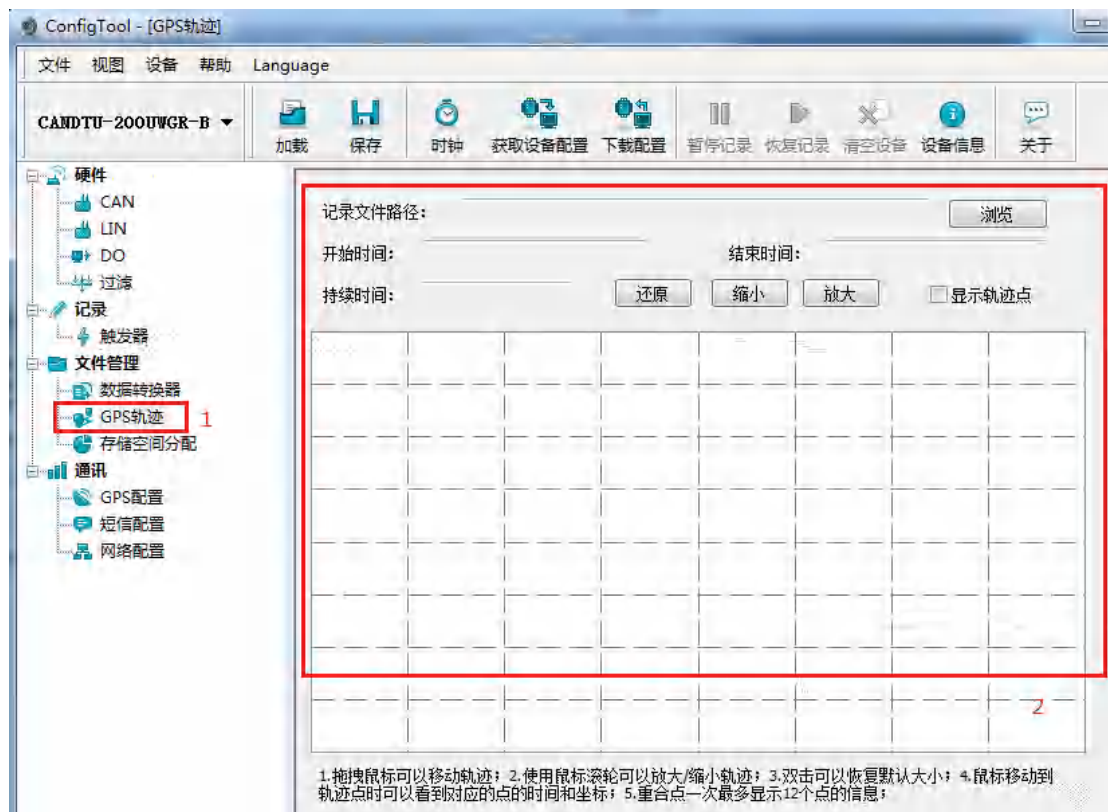 ConfigTool - [GPS轨迹]
文件 视图 设备 帮助 Language
CANDTU-200UWGR-B
加载 保存 时钟 获取设备配置 下载配置 暂停记录 恢复记录 清空设备 设备信息 关于
硬件
CAN
LIN
DO
过滤
记录
触发器
文件管理
数据转换器
GPS轨迹 1
存储空间分配
通讯
GPS配置
短信配置
网络配置
记录文件路径: 浏览
开始时间: 结束时间:
持续时间: 还原 缩小 放大 显示轨迹点
2
1.拖拽鼠标可以移动轨迹；2.使用鼠标滚轮可以放大/缩小轨迹；3.双击可以恢复默认大小；4.鼠标移动到
轨迹点时可以看到对应的点的时间和坐标；5.重合点一次最多显示12个点的信息；